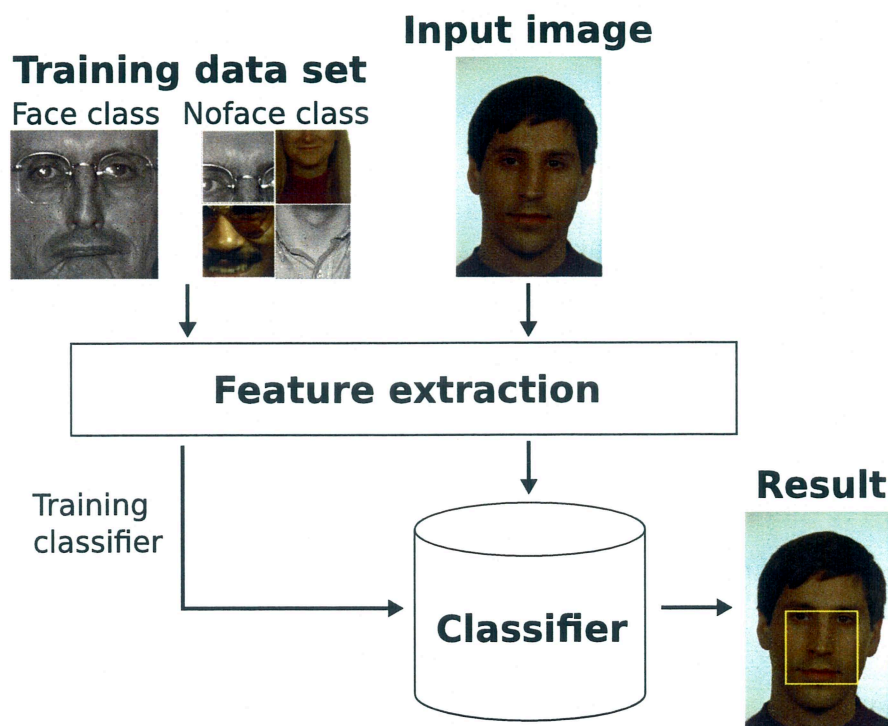 Input image
Training data set
Face class
Noface class
Feature extraction
Training
classifier
Result
Classifier